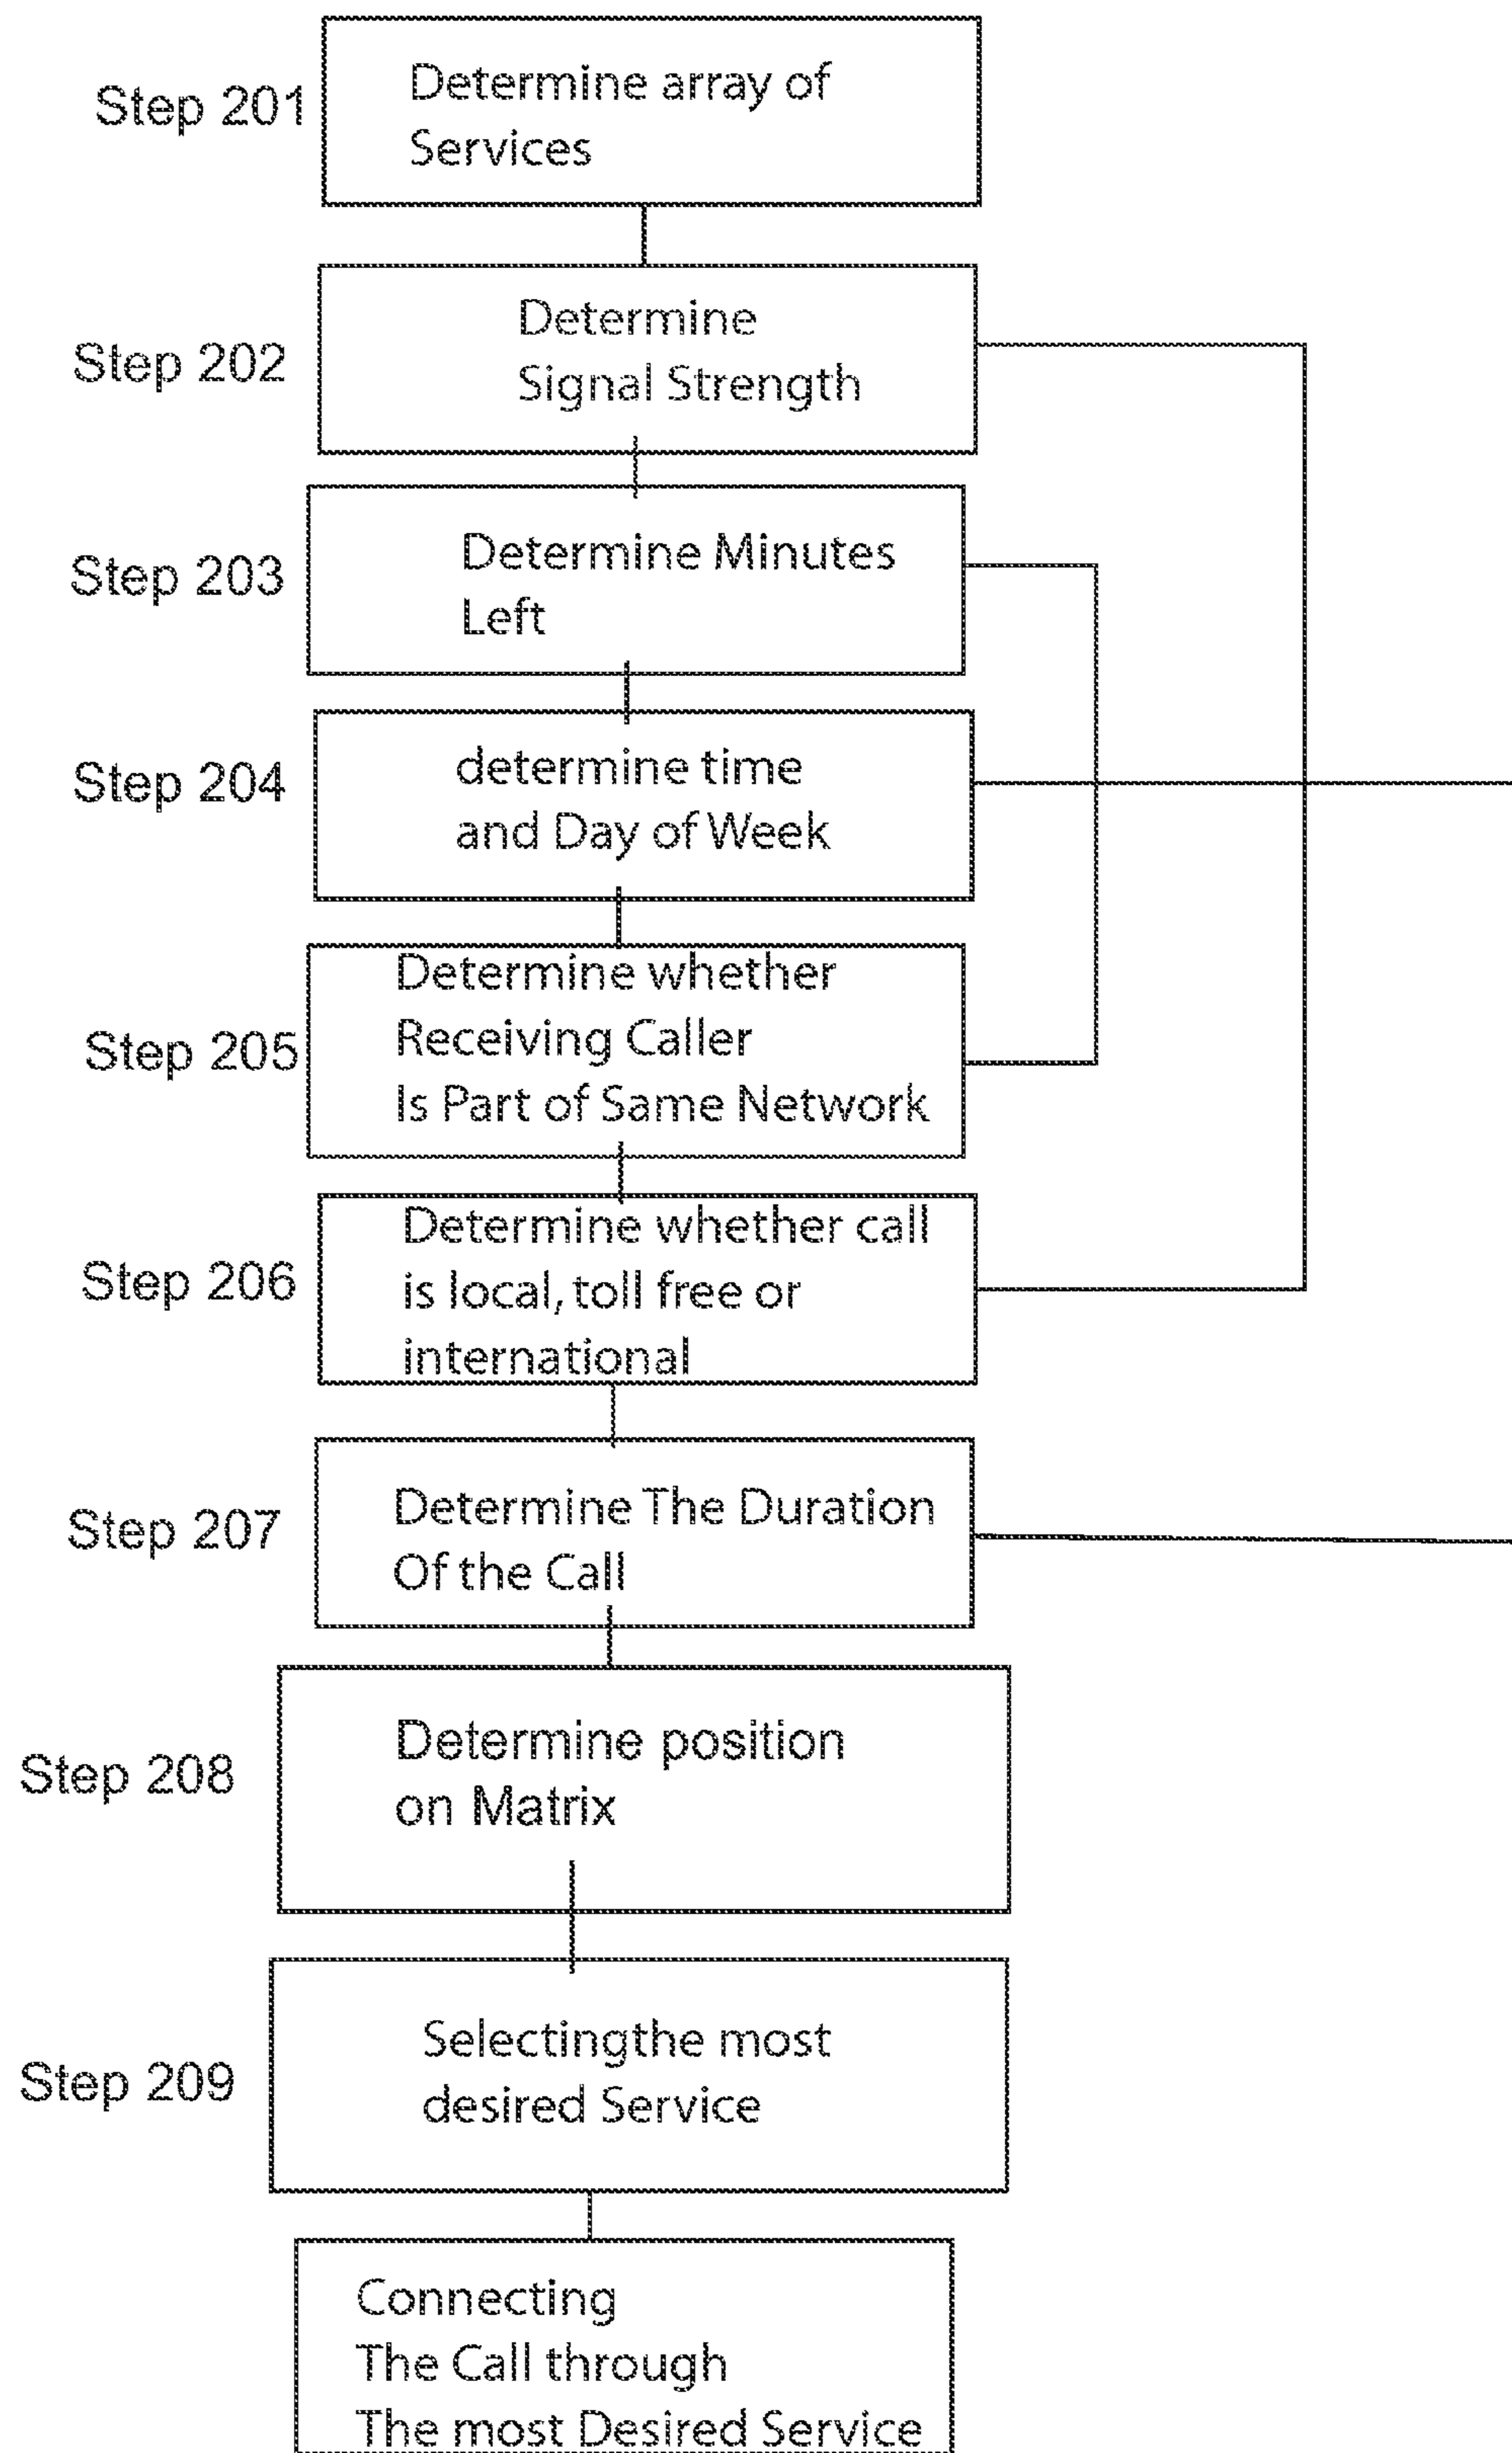 Step 201
Determine array of
Services
Step 202
Determine
Signal Strength
Step 203
Determine Minutes
Left
Step 204
determine time
and Day of Week
Step 205
Determine whether
Receiving Caller
Is Part of Same Network
Step 206
Determine whether call
is local, toll free or
international
Step 207
Determine The Duration
Of the Call
Step 208
Determine position
on Matrix
Step 209
Selectingthe most
desired Service
Connecting
The Call through
The most Desired Service